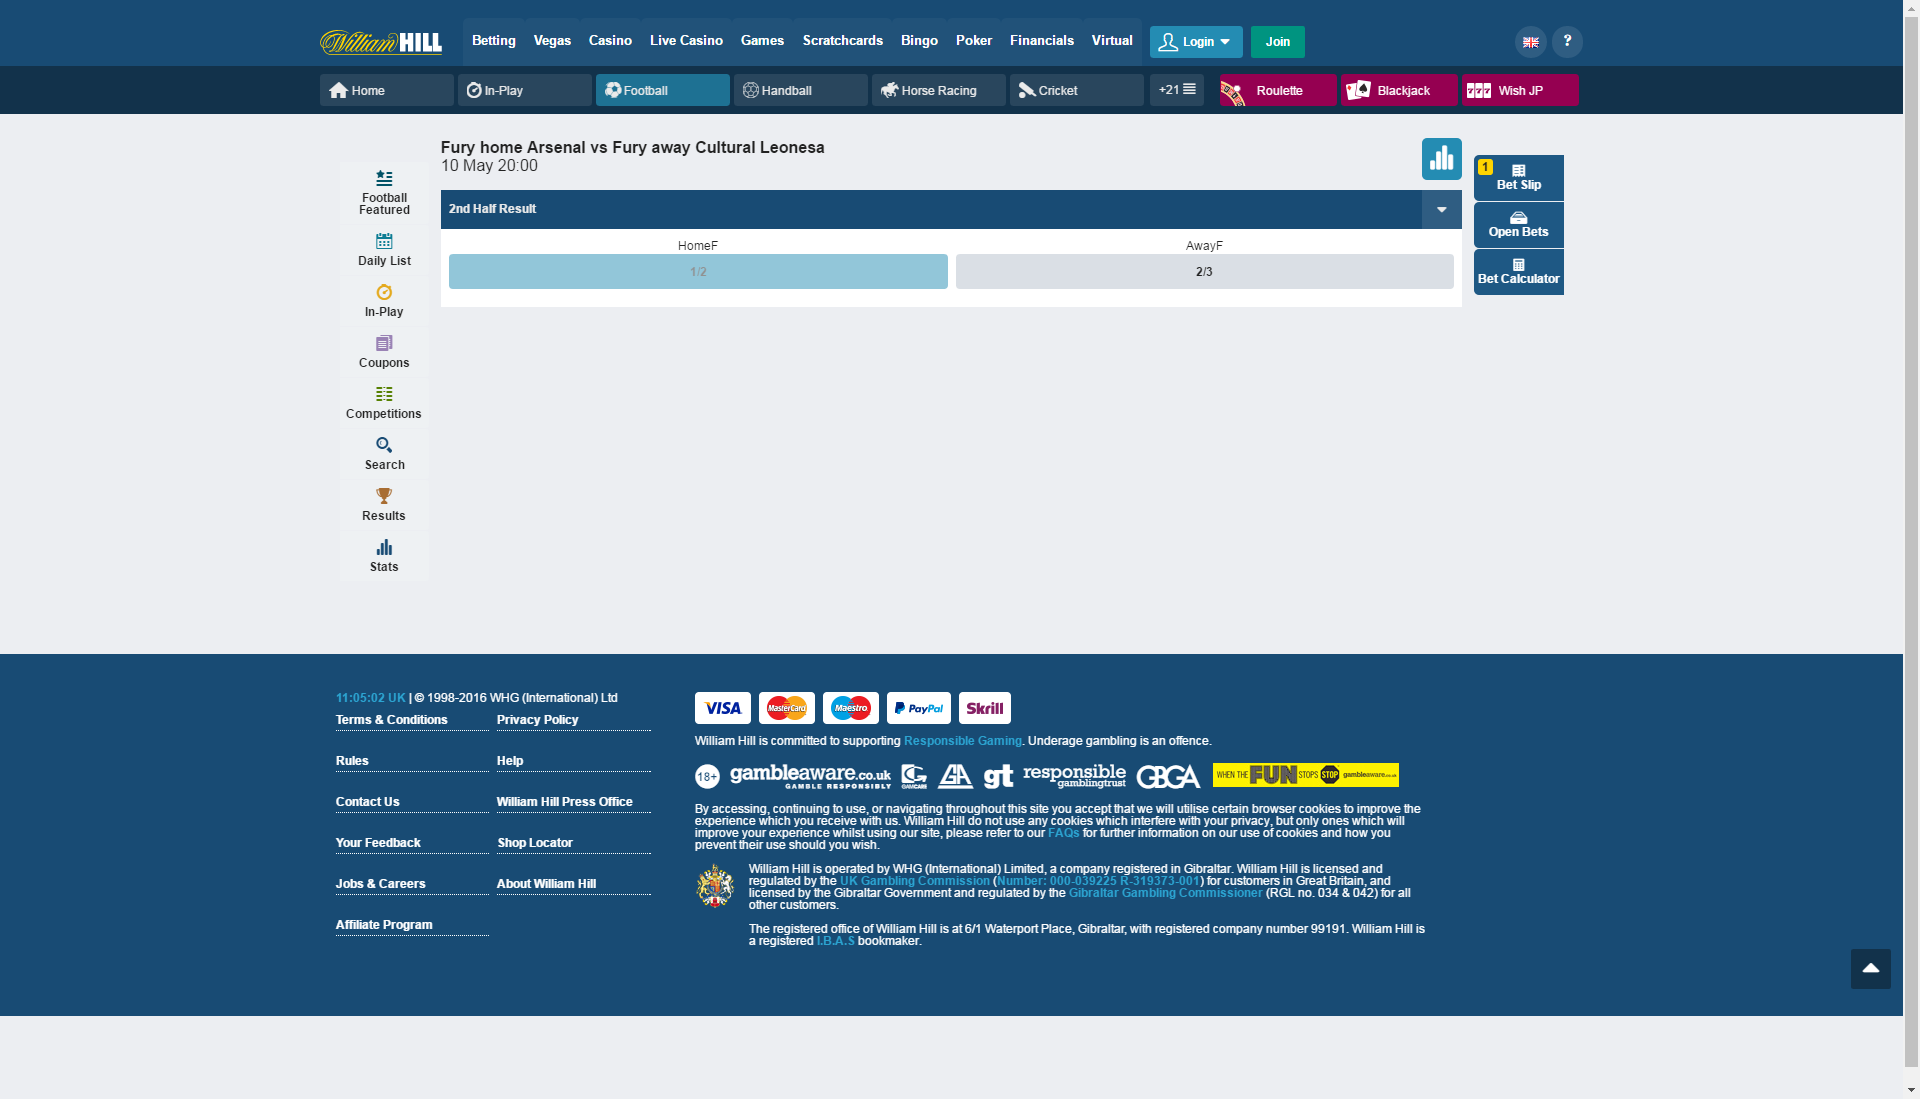 William HILL
Betting Vegas Casino Live Casino Games Scratchcards Bingo Poker Financials Virtual Login Join ?
Home In-Play Football Handball Horse Racing Cricket +21 Roulette Blackjack 777 Wish JP
Fury home Arsenal vs Fury away Cultural Leonesa
10 May 20:00
Football
Featured
Daily List
In-Play
Coupons
Competitions
Search
Results
Stats
2nd Half Result
HomeF AwayF
1/2 2/3
1
Bet Slip
Open Bets
Bet Calculator
11:05:02 UK | © 1998-2016 WHG (International) Ltd
Terms & Conditions Privacy Policy
Rules Help
Contact Us William Hill Press Office
Your Feedback Shop Locator
Jobs & Careers About William Hill
Affiliate Program
VISA MasterCard Maestro PayPal Skrill
William Hill is committed to supporting Responsible Gaming. Underage gambling is an offence.
18+ gambleaware.co.uk GAMBLE RESPONSIBLY GAMCARE GA gt responsible gamblingtrust GBGA WHEN THE FUN STOPS STOP gambleaware.co.uk
By accessing, continuing to use, or navigating throughout this site you accept that we will utilise certain browser cookies to improve the
experience which you receive with us. William Hill do not use any cookies which interfere with your privacy, but only ones which will
improve your experience whilst using our site, please refer to our FAQs for further information on our use of cookies and how you
prevent their use should you wish.
William Hill is operated by WHG (International) Limited, a company registered in Gibraltar. William Hill is licensed and
regulated by the UK Gambling Commission (Number: 000-039225 R-319373-001) for customers in Great Britain, and
licensed by the Gibraltar Government and regulated by the Gibraltar Gambling Commissioner (RGL no. 034 & 042) for all
other customers.
The registered office of William Hill is at 6/1 Waterport Place, Gibraltar, with registered company number 99191. William Hill is
a registered I.B.A.S bookmaker.